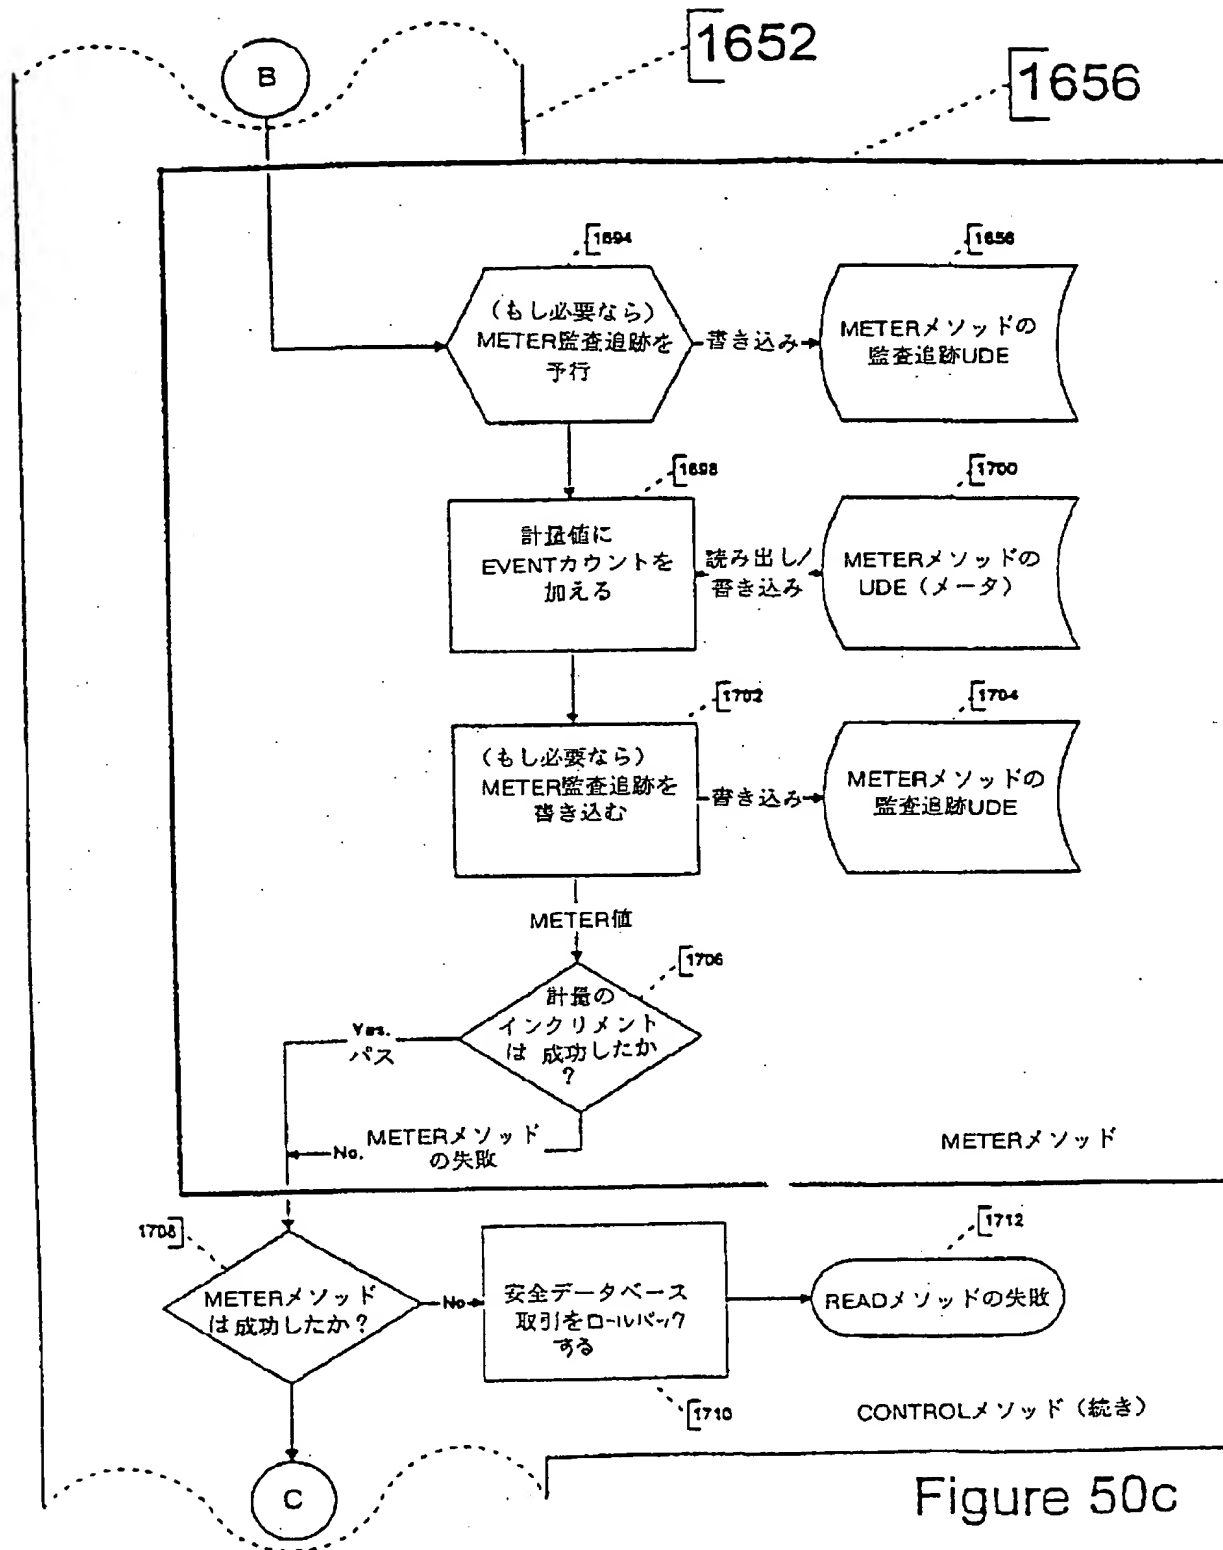 1652
1656
B
1694
1656
(もし必要なら)
METER監査追跡を
予行
書き込み
METERメソッドの
監査追跡UDE
1698
1700
計量値に
EVENTカウントを
加える
読み出し/
書き込み
METERメソッドの
UDE(メータ)
1702
1704
(もし必要なら)
METER監査追跡を
書き込む
書き込み
METERメソッドの
監査追跡UDE
METER値
1706
計量の
インクリメント
は 成功したか
?
Yes.
パス
No.
METERメソッド
の失敗
METERメソッド
1708
1712
METERメソッド
は成功したか?
No
安全データベース
取引をロールバック
する
READメソッドの失敗
1710
CONTROLメソッド(続き)
C
Figure 50c